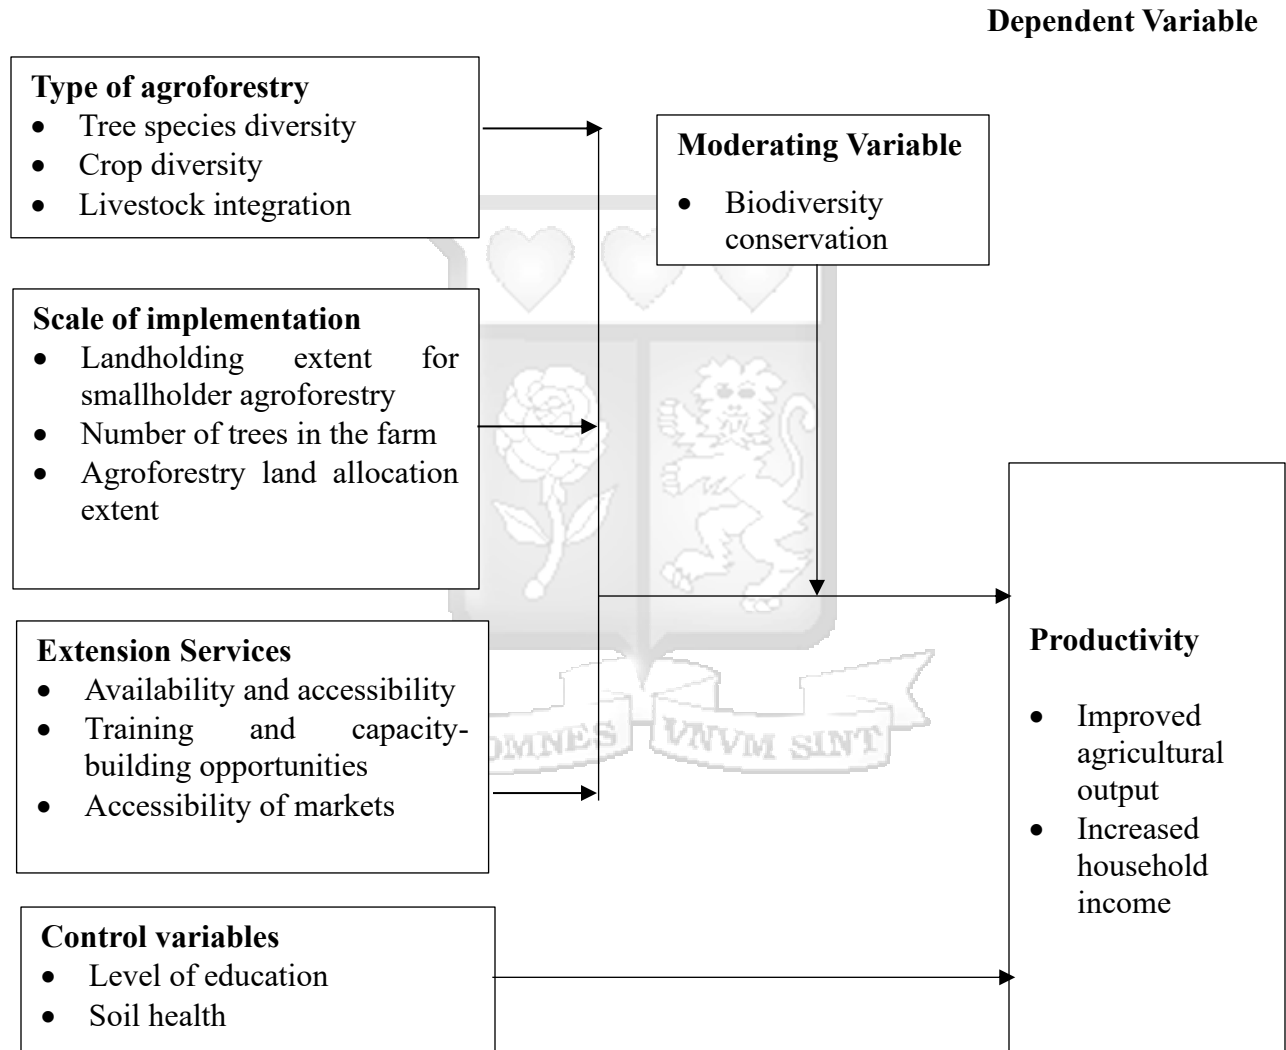 Dependent Variable
Type of agroforestry
• Tree species diversity
• Crop diversity
• Livestock integration
Moderating Variable
• Biodiversity
conservation
Scale of implementation
• Landholding extent for
smallholder agroforestry
• Number of trees in the farm
• Agroforestry land allocation
extent
Extension Services
• Availability and accessibility
• Training and capacity-
building opportunities
• Accessibility of markets
Productivity
• Improved
agricultural
output
• Increased
household
income
Control variables
• Level of education
• Soil health
OMNES VNVM SINT